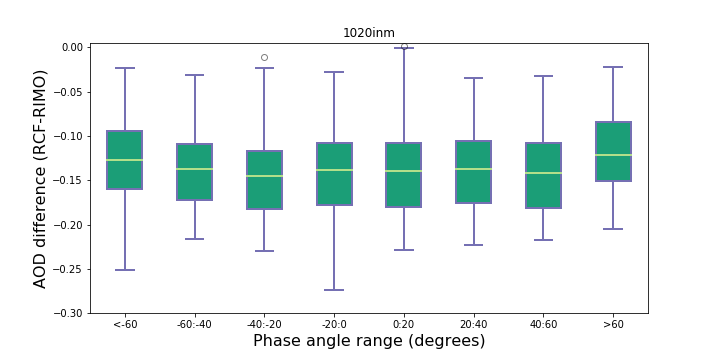 1020inm
AOD difference (RCF-RIMO)
0.00
−0.05
−0.10
−0.15
−0.20
−0.25
−0.30
<-60 -60:-40 -40:-20 -20:0 0:20 20:40 40:60 >60
Phase angle range (degrees)